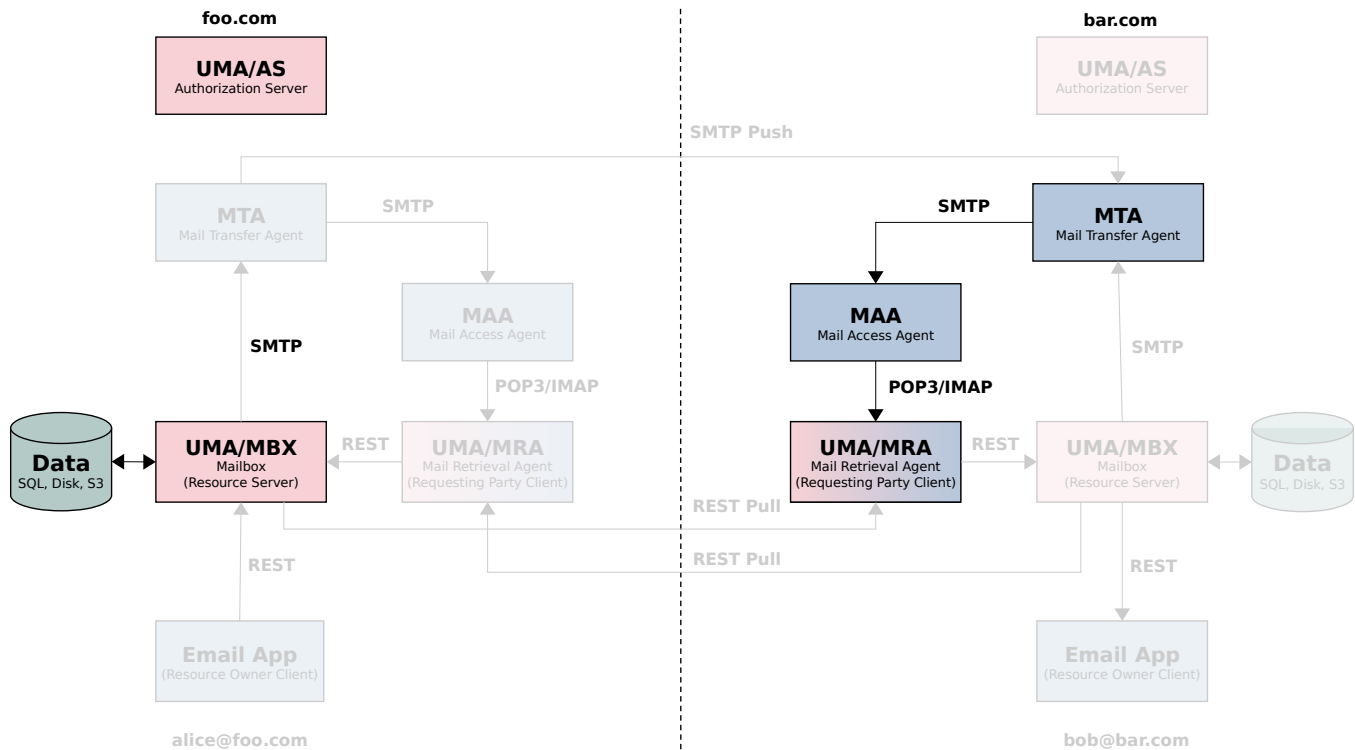 foo.com
bar.com
UMA/AS
Authorization Server
UMA/AS
Authorization Server
SMTP Push
MTA
Mail Transfer Agent
SMTP
SMTP
MTA
Mail Transfer Agent
MAA
Mail Access Agent
MAA
Mail Access Agent
SMTP
SMTP
POP3/IMAP
POP3/IMAP
Data
SQL, Disk, S3
UMA/MBX
Mailbox
(Resource Server)
REST
UMA/MRA
Mail Retrieval Agent
(Requesting Party Client)
UMA/MRA
Mail Retrieval Agent
(Requesting Party Client)
REST
UMA/MBX
Mailbox
(Resource Server)
Data
SQL, Disk, S3
REST Pull
REST Pull
REST
REST
Email App
(Resource Owner Client)
Email App
(Resource Owner Client)
alice@foo.com
bob@bar.com